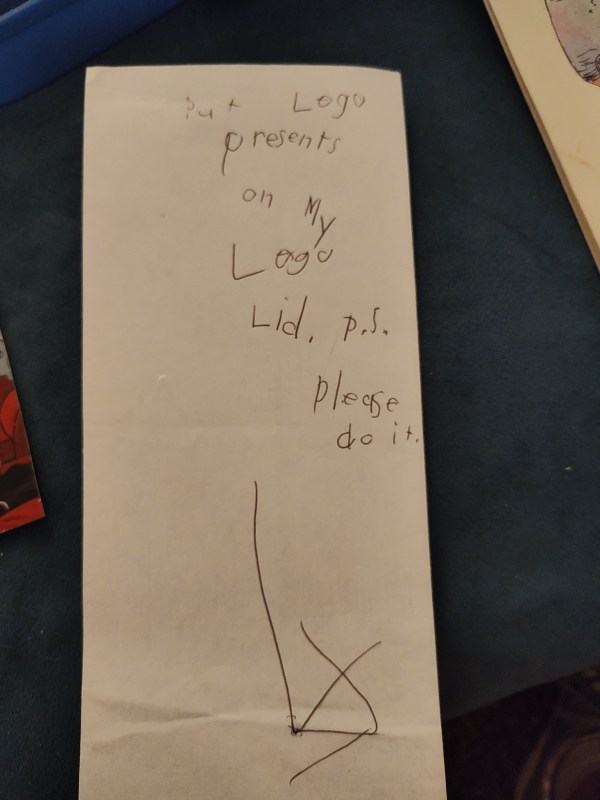 Put Logo
presents
on My
Logo
Lid. p.s.
please
do it.